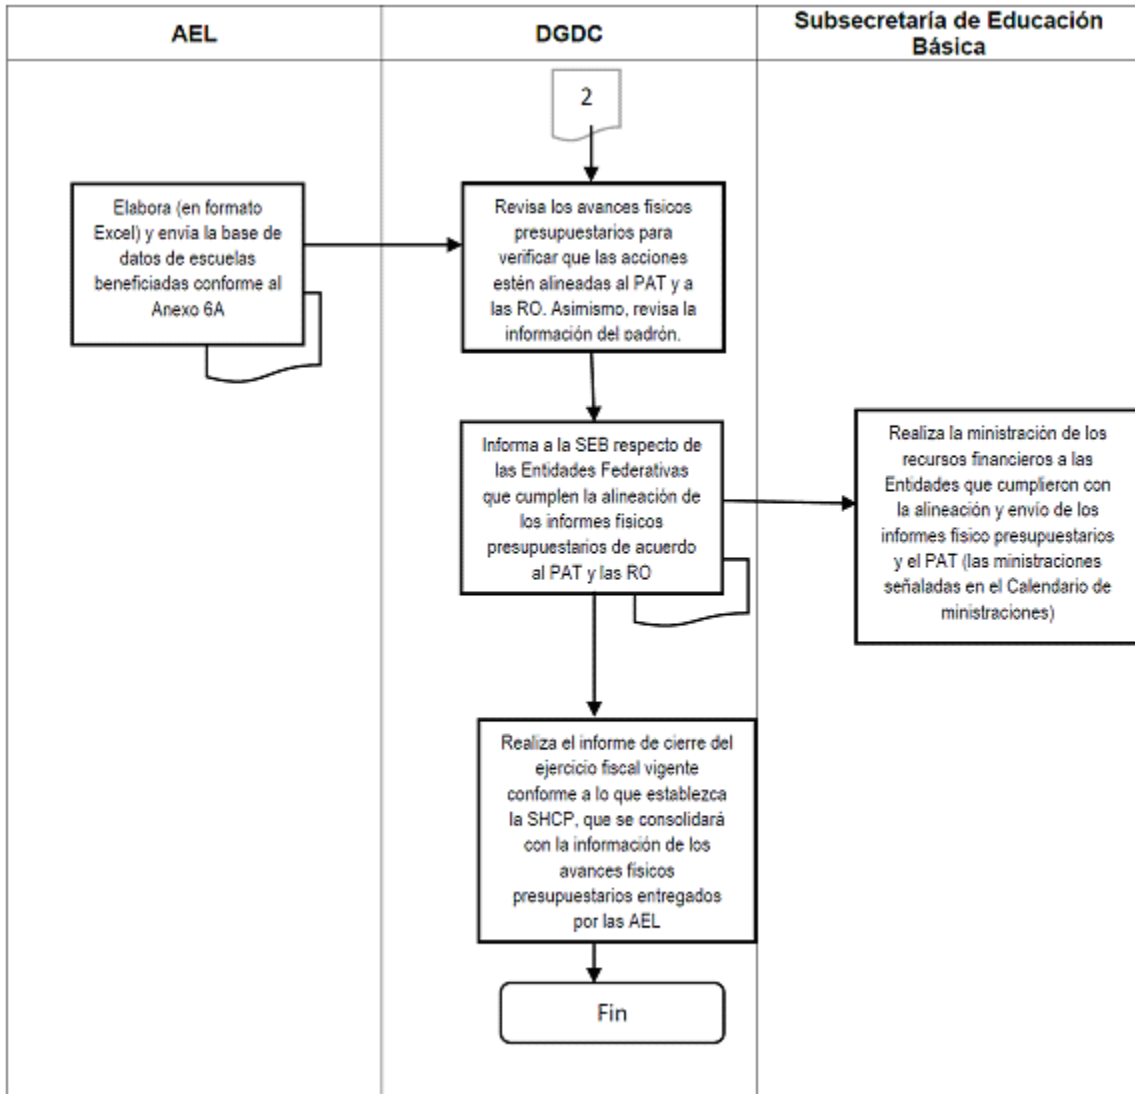 AEL
DGDC
Subsecretaría de Educación
Básica
2
Elabora (en formato
Excel) y envía la base de
datos de escuelas
beneficiadas conforme al
Anexo 6A
Revisa los avances físicos
presupuestarios para
verificar que las acciones
estén alineadas al PAT y a
las RO. Asimismo, revisa la
información del padrón.
Informa a la SEB respecto de
las Entidades Federativas
que cumplen la alineación de
los informes físicos
presupuestarios de acuerdo
al PAT y las RO
Realiza la ministración de los
recursos financieros a las
Entidades que cumplieron con
la alineación y envío de los
informes físico presupuestarios
y el PAT (las ministraciones
señaladas en el Calendario de
ministraciones)
Realiza el informe de cierre del
ejercicio fiscal vigente
conforme a lo que establezca
la SHCP, que se consolidará
con la información de los
avances físicos
presupuestarios entregados
por las AEL
Fin